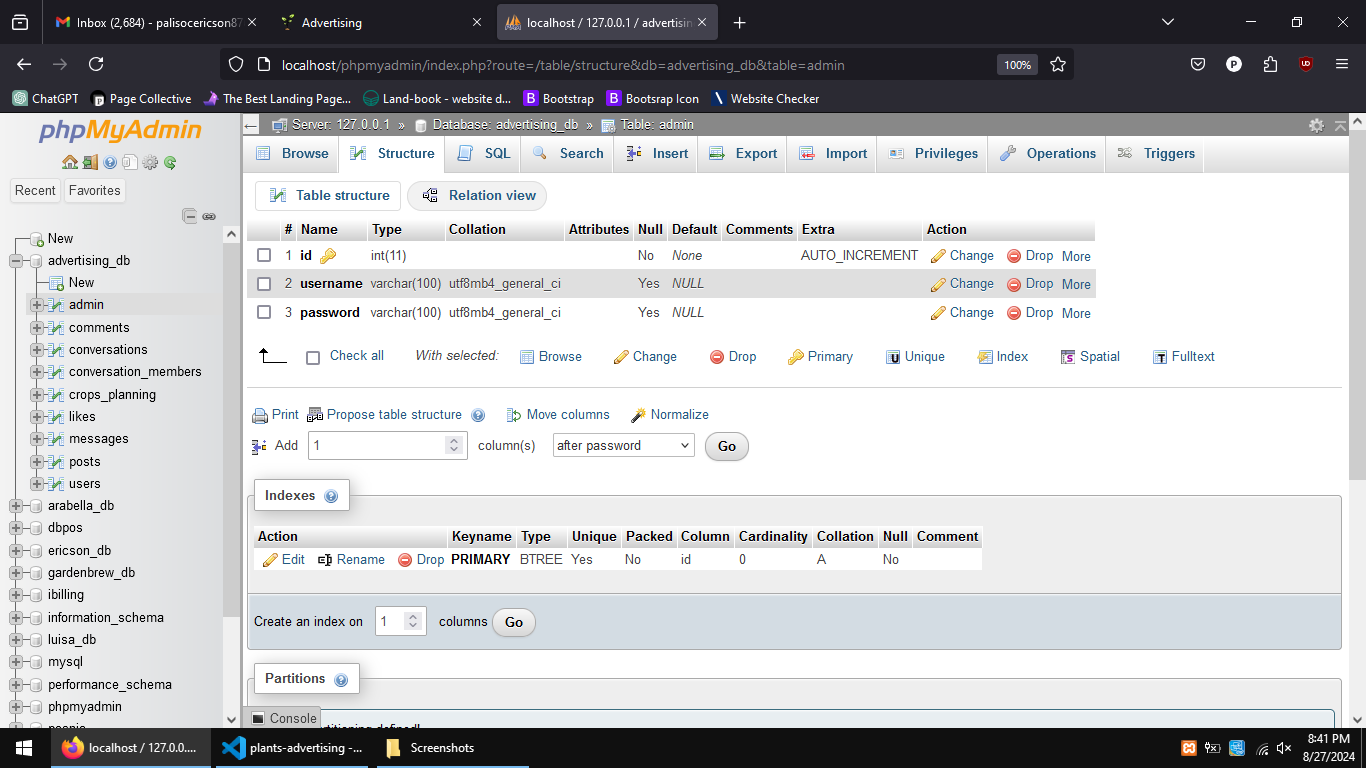 Inbox (2,684) - palisocericson87
Advertising
localhost / 127.0.0.1 / advertisin
localhost/phpmyadmin/index.php?route=/table/structure&db=advertising_db&table=admin
100%
ChatGPT
Page Collective
The Best Landing Page...
Land-book - website d...
Bootstrap
Bootsrap Icon
Website Checker
phpMyAdmin
Recent
Favorites
New
advertising_db
New
admin
comments
conversations
conversation_members
crops_planning
likes
messages
posts
users
arabella_db
dbpos
ericson_db
gardenbrew_db
ibilling
information_schema
luisa_db
mysql
performance_schema
phpmyadmin
Server: 127.0.0.1 » Database: advertising_db » Table: admin
Browse Structure SQL Search Insert Export Import Privileges Operations Triggers
Table structure Relation view
# Name Type Collation Attributes Null Default Comments Extra Action
1 id int(11) No None AUTO_INCREMENT Change Drop More
2 username varchar(100) utf8mb4_general_ci Yes NULL Change Drop More
3 password varchar(100) utf8mb4_general_ci Yes NULL Change Drop More
Check all With selected: Browse Change Drop Primary Unique Index Spatial Fulltext
Print Propose table structure Move columns Normalize
Add 1 column(s) after password Go
Indexes
Action Keyname Type Unique Packed Column Cardinality Collation Null Comment
Edit Rename Drop PRIMARY BTREE Yes No id 0 A No
Create an index on 1 columns Go
Partitions
Console
localhost / 127.0.0....
plants-advertising -...
Screenshots
8:41 PM
8/27/2024